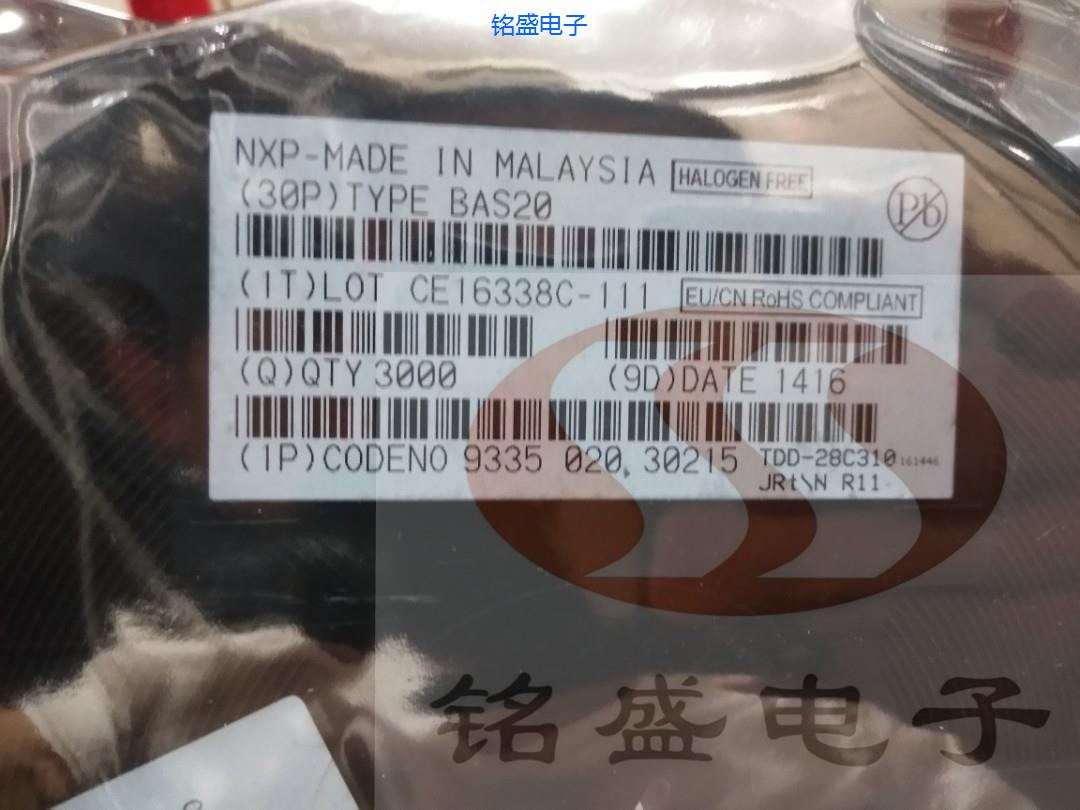 铭盛电子
NXP-MADE IN MALAYSIA HALOGEN FREE
(30P)TYPE BAS20
Pb
(1T)LOT CE16338C-111 EU/CN RoHS COMPLIANT
(Q)QTY 3000 (9D)DATE 1416
(1P)CODENO 9335 020 30215 TDD-28C310 161446
JRt\N R11
铭盛电子